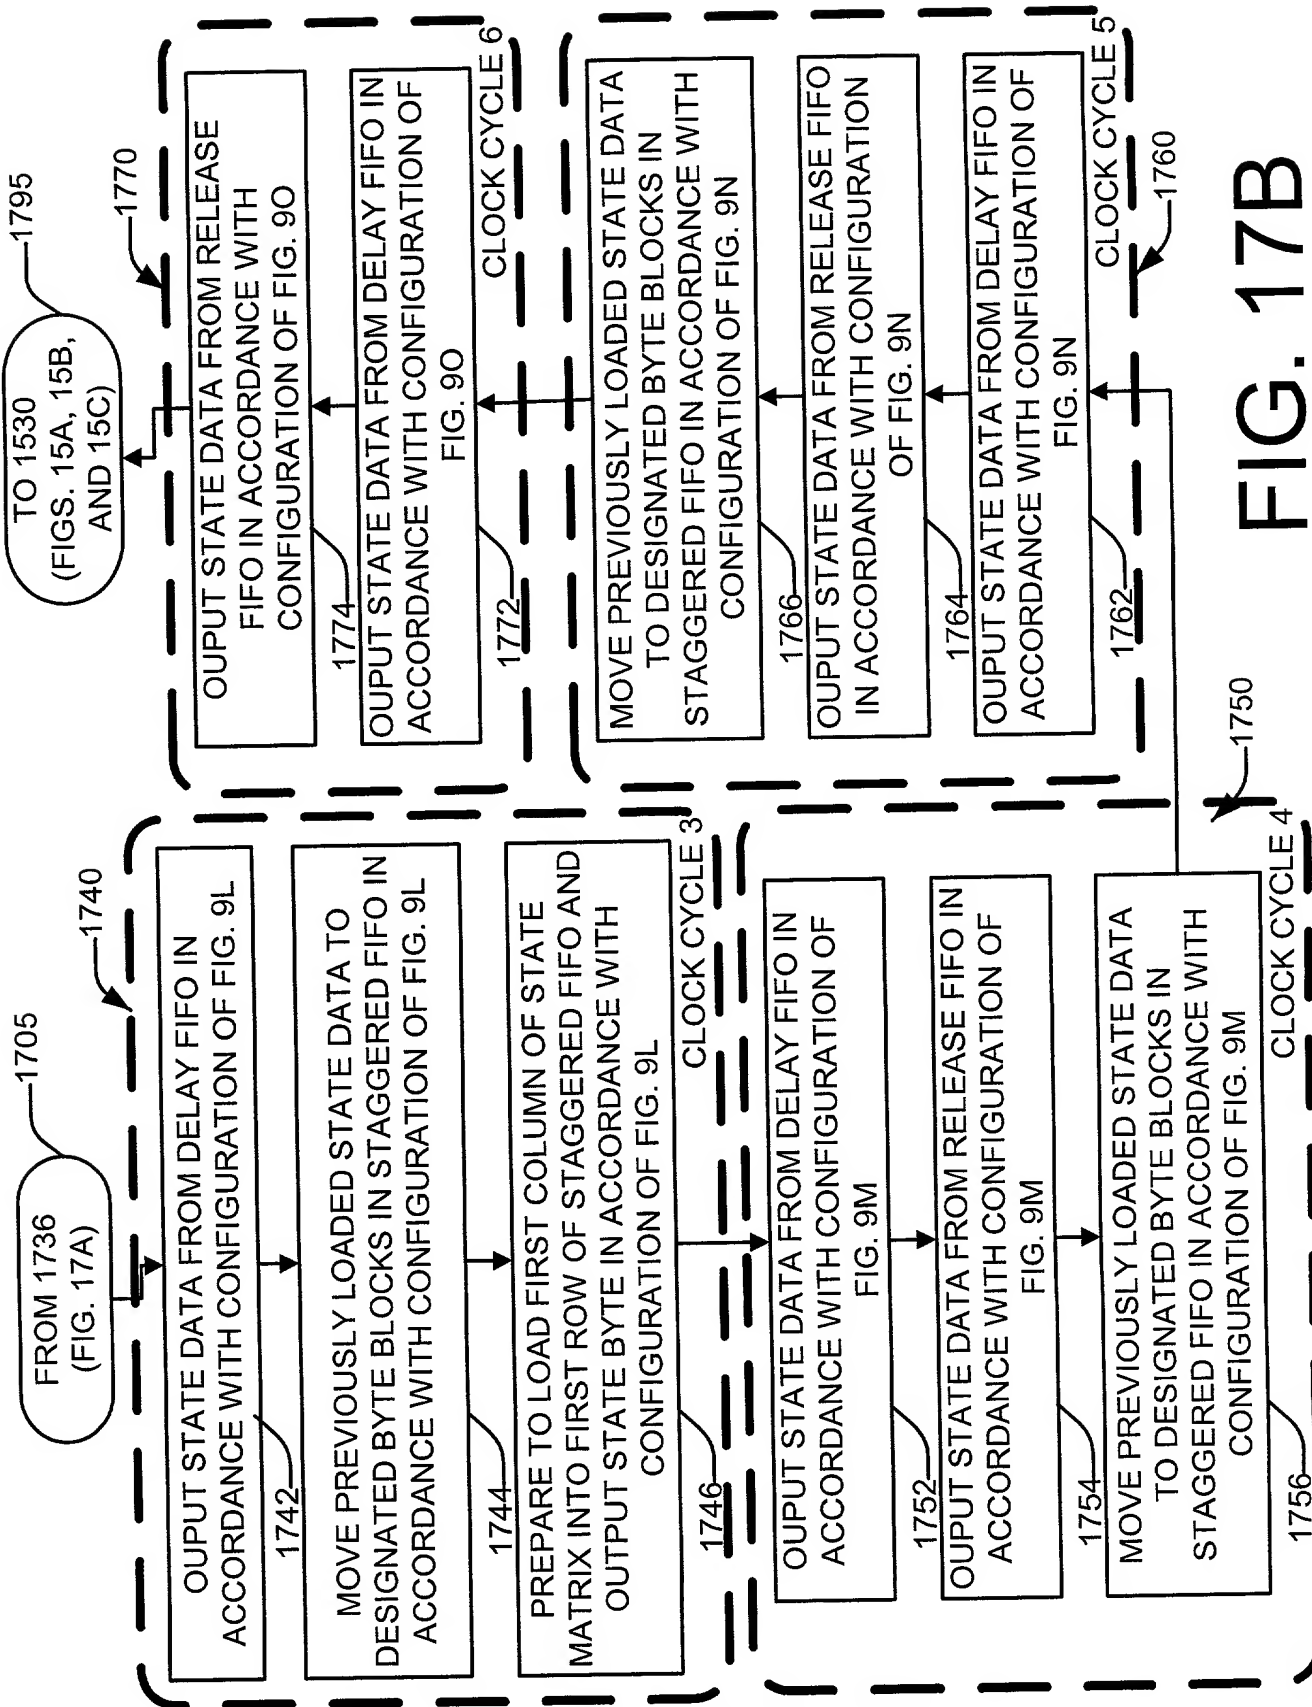 FROM 1736
(FIG. 17A)
1705
1740
OUPUT STATE DATA FROM DELAY FIFO IN
ACCORDANCE WITH CONFIGURATION OF FIG. 9L
1742
MOVE PREVIOUSLY LOADED STATE DATA TO
DESIGNATED BYTE BLOCKS IN STAGGERED FIFO IN
ACCORDANCE WITH CONFIGURATION OF FIG. 9L
1744
PREPARE TO LOAD FIRST COLUMN OF STATE
MATRIX INTO FIRST ROW OF STAGGERED FIFO AND
OUTPUT STATE BYTE IN ACCORDANCE WITH
CONFIGURATION OF FIG. 9L
1746
CLOCK CYCLE 3
OUPUT STATE DATA FROM DELAY FIFO IN
ACCORDANCE WITH CONFIGURATION OF
FIG. 9M
1752
OUPUT STATE DATA FROM RELEASE FIFO IN
ACCORDANCE WITH CONFIGURATION OF
FIG. 9M
1754
MOVE PREVIOUSLY LOADED STATE DATA
TO DESIGNATED BYTE BLOCKS IN
STAGGERED FIFO IN ACCORDANCE WITH
CONFIGURATION OF FIG. 9M
1756
CLOCK CYCLE 4
1750
TO 1530
(FIGS. 15A, 15B,
AND 15C)
1795
1770
OUPUT STATE DATA FROM RELEASE
FIFO IN ACCORDANCE WITH
CONFIGURATION OF FIG. 9O
1774
OUPUT STATE DATA FROM DELAY FIFO IN
ACCORDANCE WITH CONFIGURATION OF
FIG. 9O
1772
CLOCK CYCLE 6
MOVE PREVIOUSLY LOADED STATE DATA
TO DESIGNATED BYTE BLOCKS IN
STAGGERED FIFO IN ACCORDANCE WITH
CONFIGURATION OF FIG. 9N
1766
OUPUT STATE DATA FROM RELEASE FIFO
IN ACCORDANCE WITH CONFIGURATION
OF FIG. 9N
1764
OUPUT STATE DATA FROM DELAY FIFO IN
ACCORDANCE WITH CONFIGURATION OF
FIG. 9N
1762
CLOCK CYCLE 5
1760
FIG. 17B